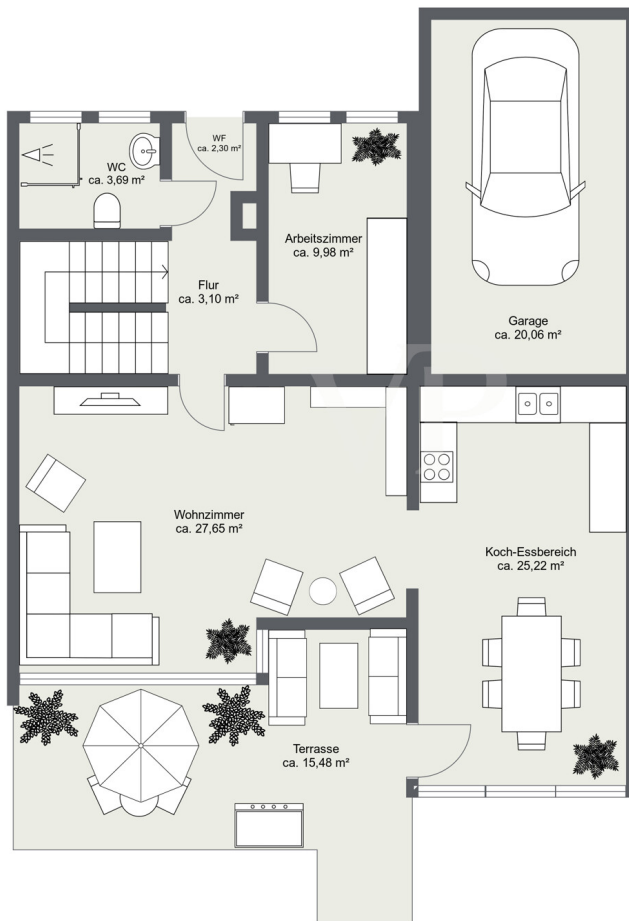 WF
ca. 2,30 m²
WC
ca. 3,69 m²
Arbeitszimmer
ca. 9,98 m²
Flur
ca. 3,10 m²
Garage
ca. 20,06 m²
VP
Wohnzimmer
ca. 27,65 m²
Koch-Essbereich
ca. 25,22 m²
Terrasse
ca. 15,48 m²